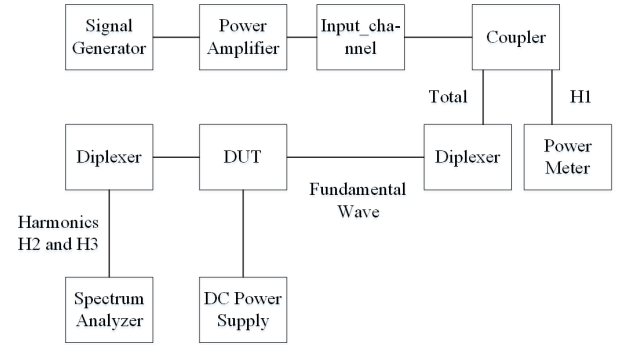 Signal
Generator
Power
Amplifier
Input_cha-
nnel
Coupler
Total
H1
Diplexer
DUT
Fundamental
Wave
Diplexer
Power
Meter
Harmonics
H2 and H3
Spectrum
Analyzer
DC Power
Supply